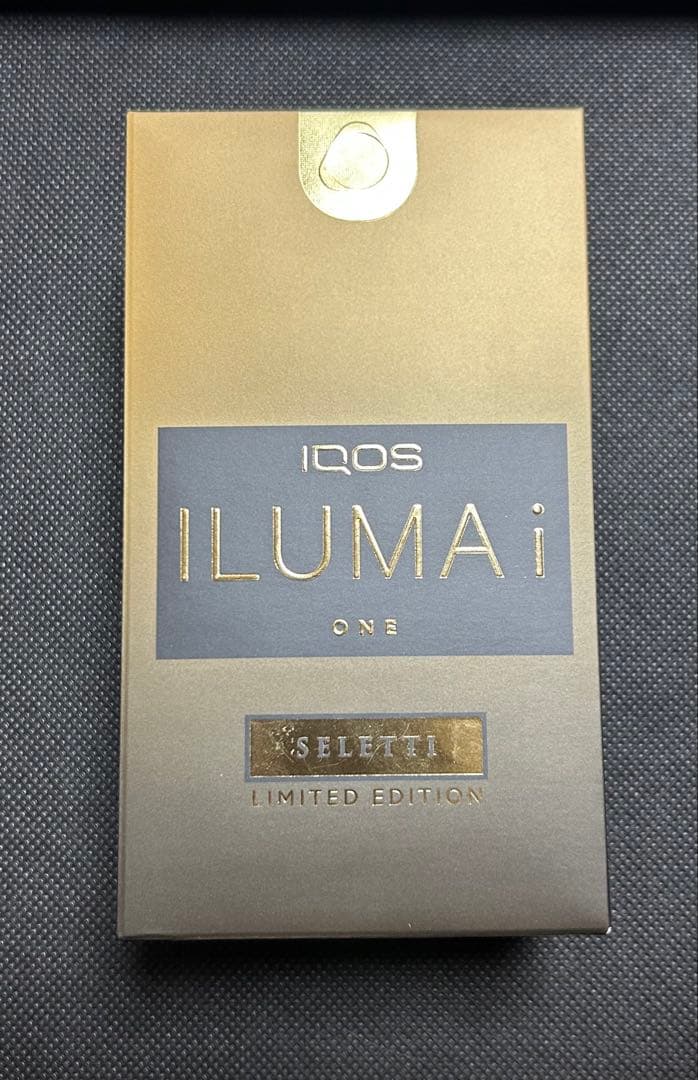 IQOS
ILUMA i
ONE
SELETTI
LIMITED EDITION